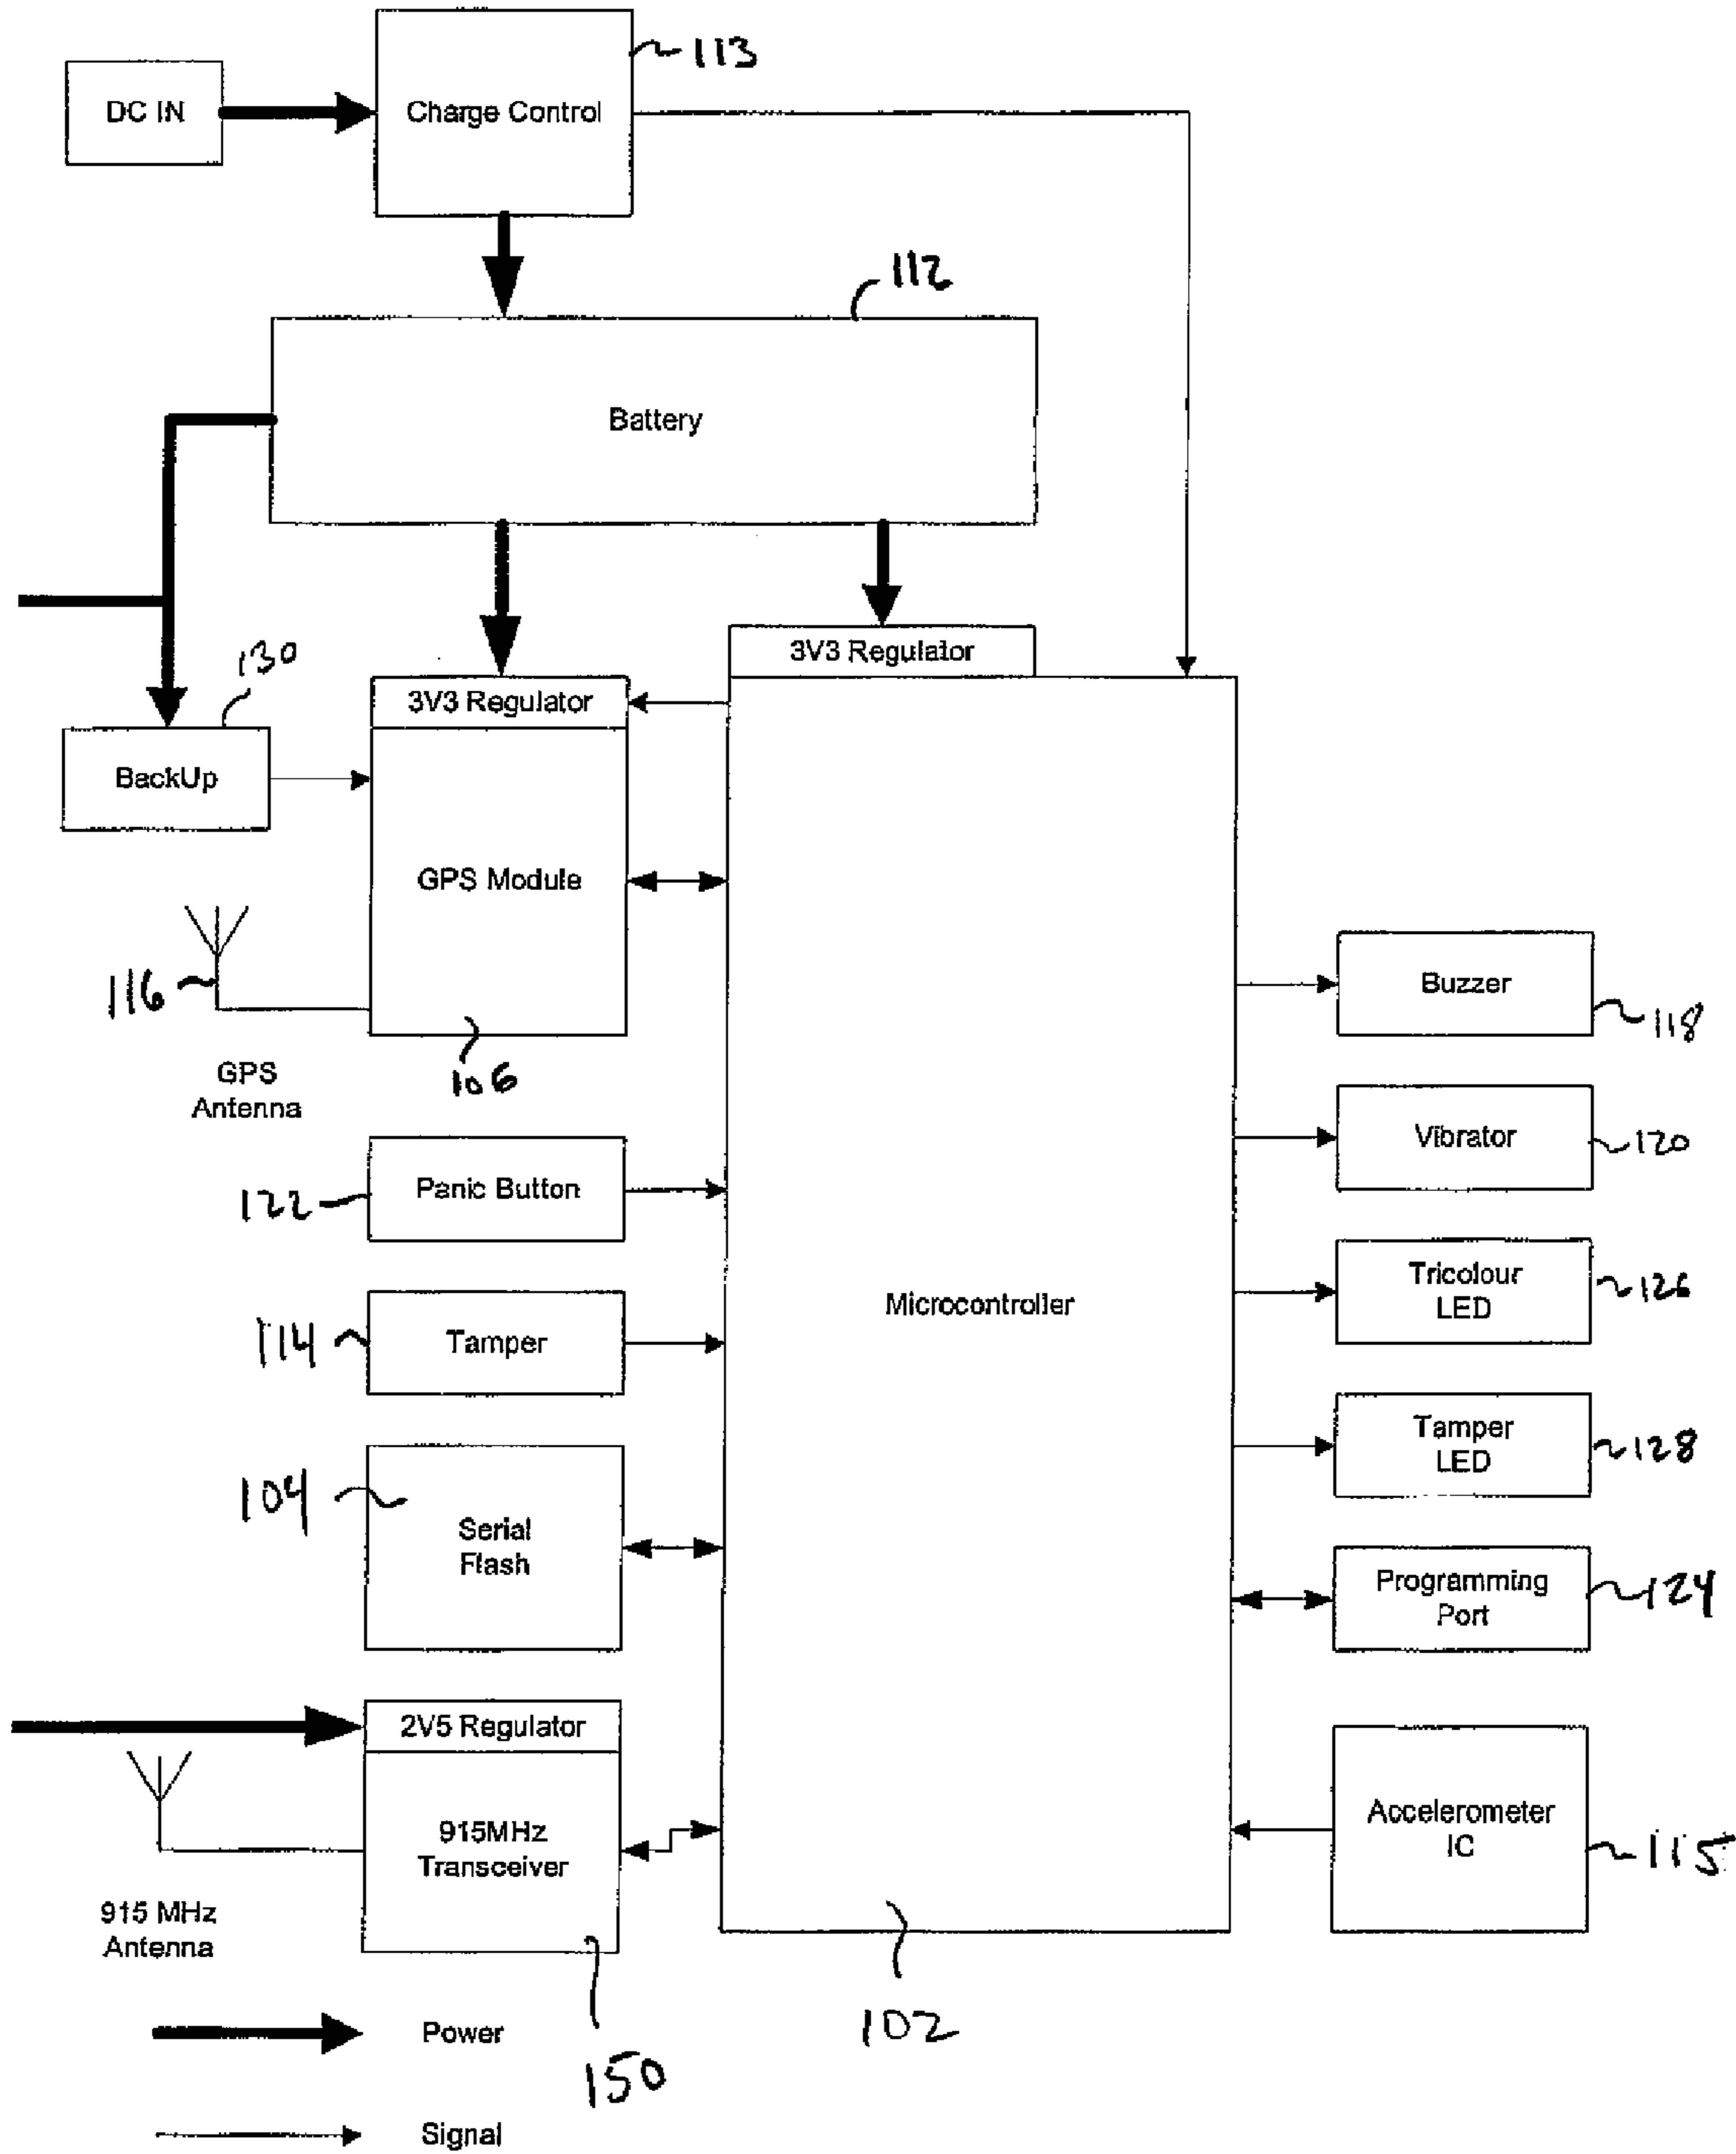 113
DC IN
Charge Control
112
Battery
130
3V3 Regulator
3V3 Regulator
BackUp
GPS Module
116
Buzzer
118
106
GPS
Antenna
Vibrator
120
Panic Button
122
Tricolour
LED
126
Microcontroller
114
Tamper
Tamper
LED
128
104
Serial
Flash
Programming
Port
124
2V5 Regulator
915MHz
Transceiver
Accelerometer
IC
115
915 MHz
Antenna
102
Power
150
Signal